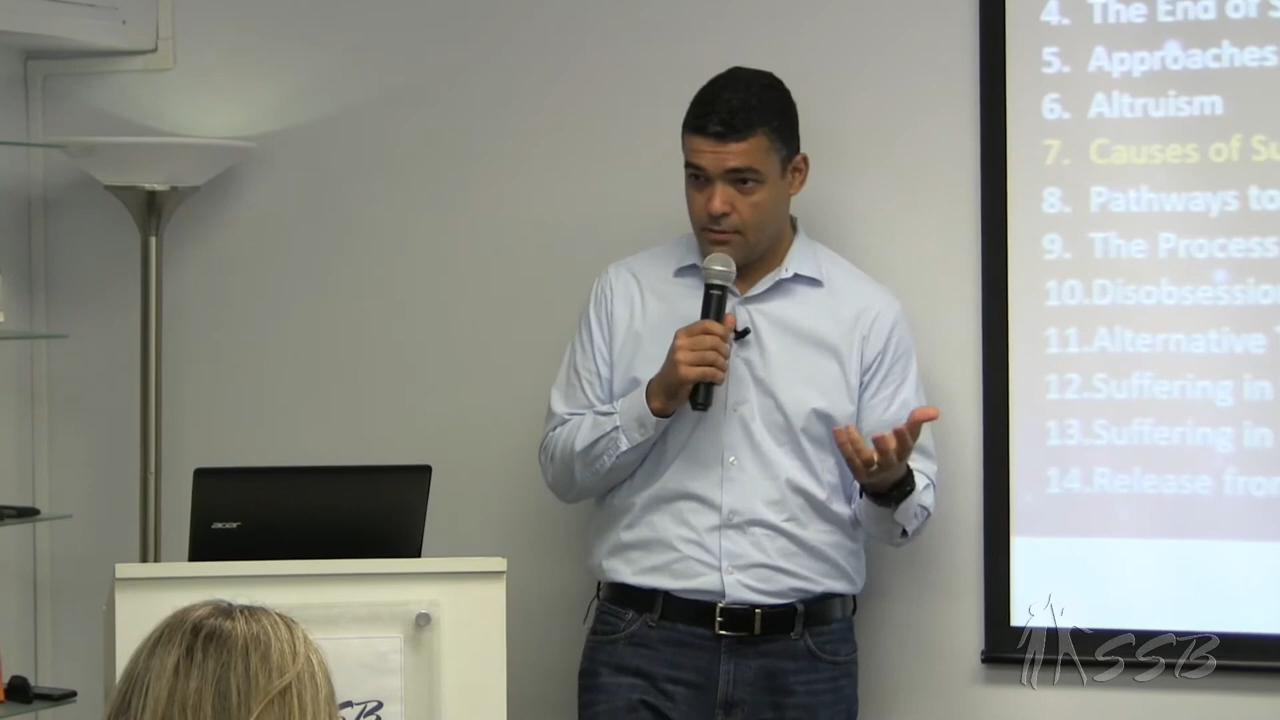 4. The End of
5. Approaches
6. Altruism
7. Causes of
8. Pathways to
9. The Process
10.Disobsession
11.Alternative
12.Suffering in
13.Suffering in
14.Release from
acer
SSB
SSB